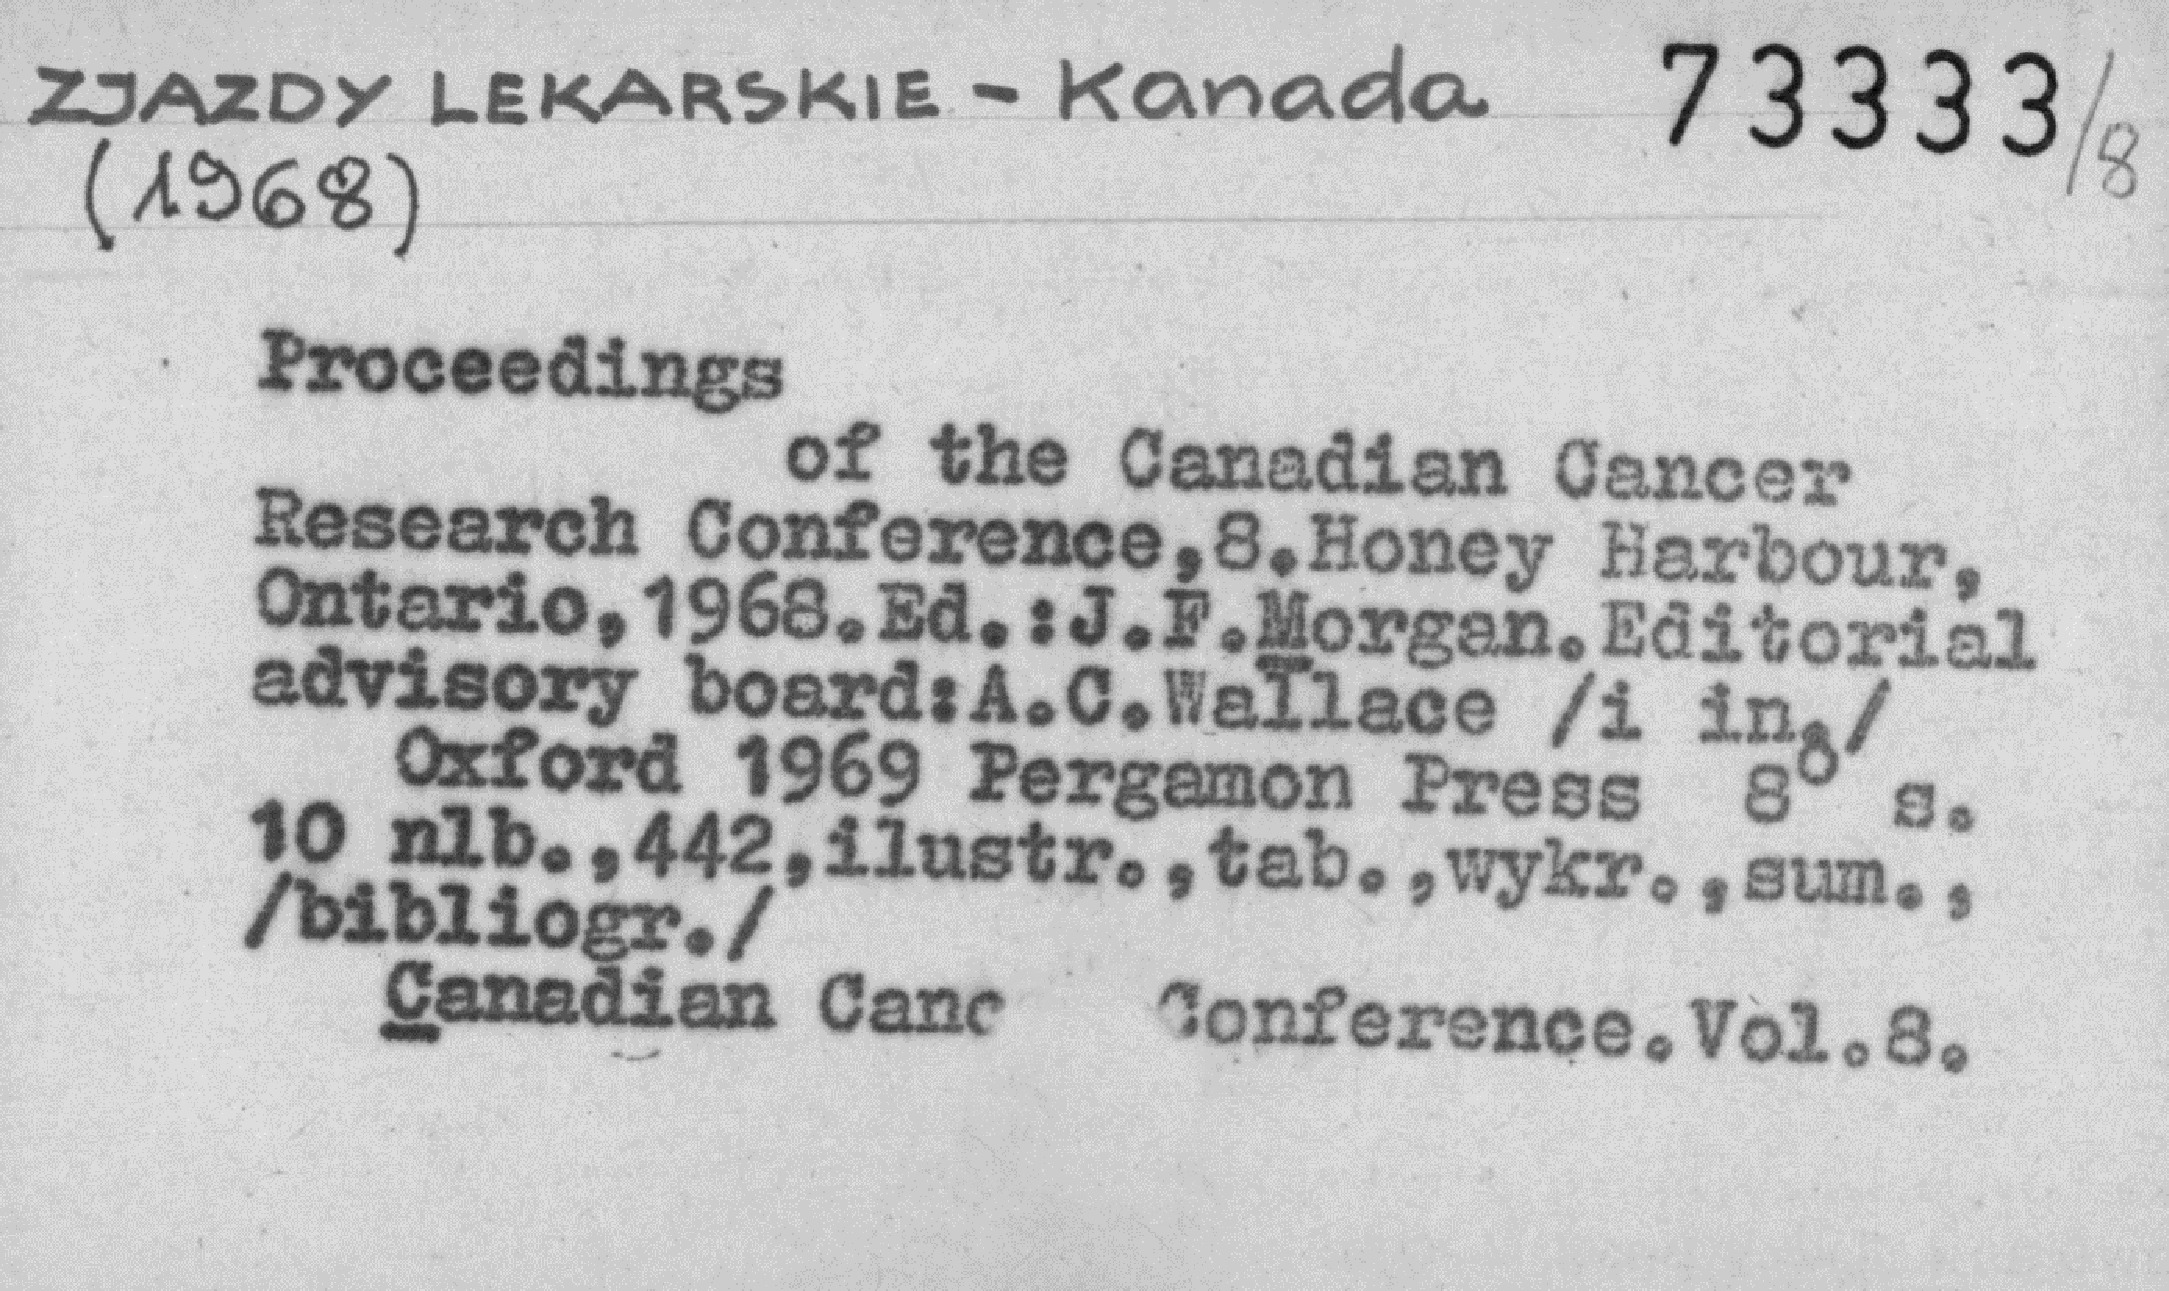 ZJAZDY LEKARSKIE - Kanada 73333/8
(1968)
Proceedings
of the Canadian Cancer
Research Conference,8.Honey Harbour,
Ontario,1968.Ed.:J.F.Morgan.Editorial
advisory board:A.C.Wallace /i in./
Oxford 1969 Pergamon Press 8° s.
10 nlb.,442,ilustr.,tab.,wykr.,sum.,
/bibliogr./
Canadian Canc Conference.Vol.8.